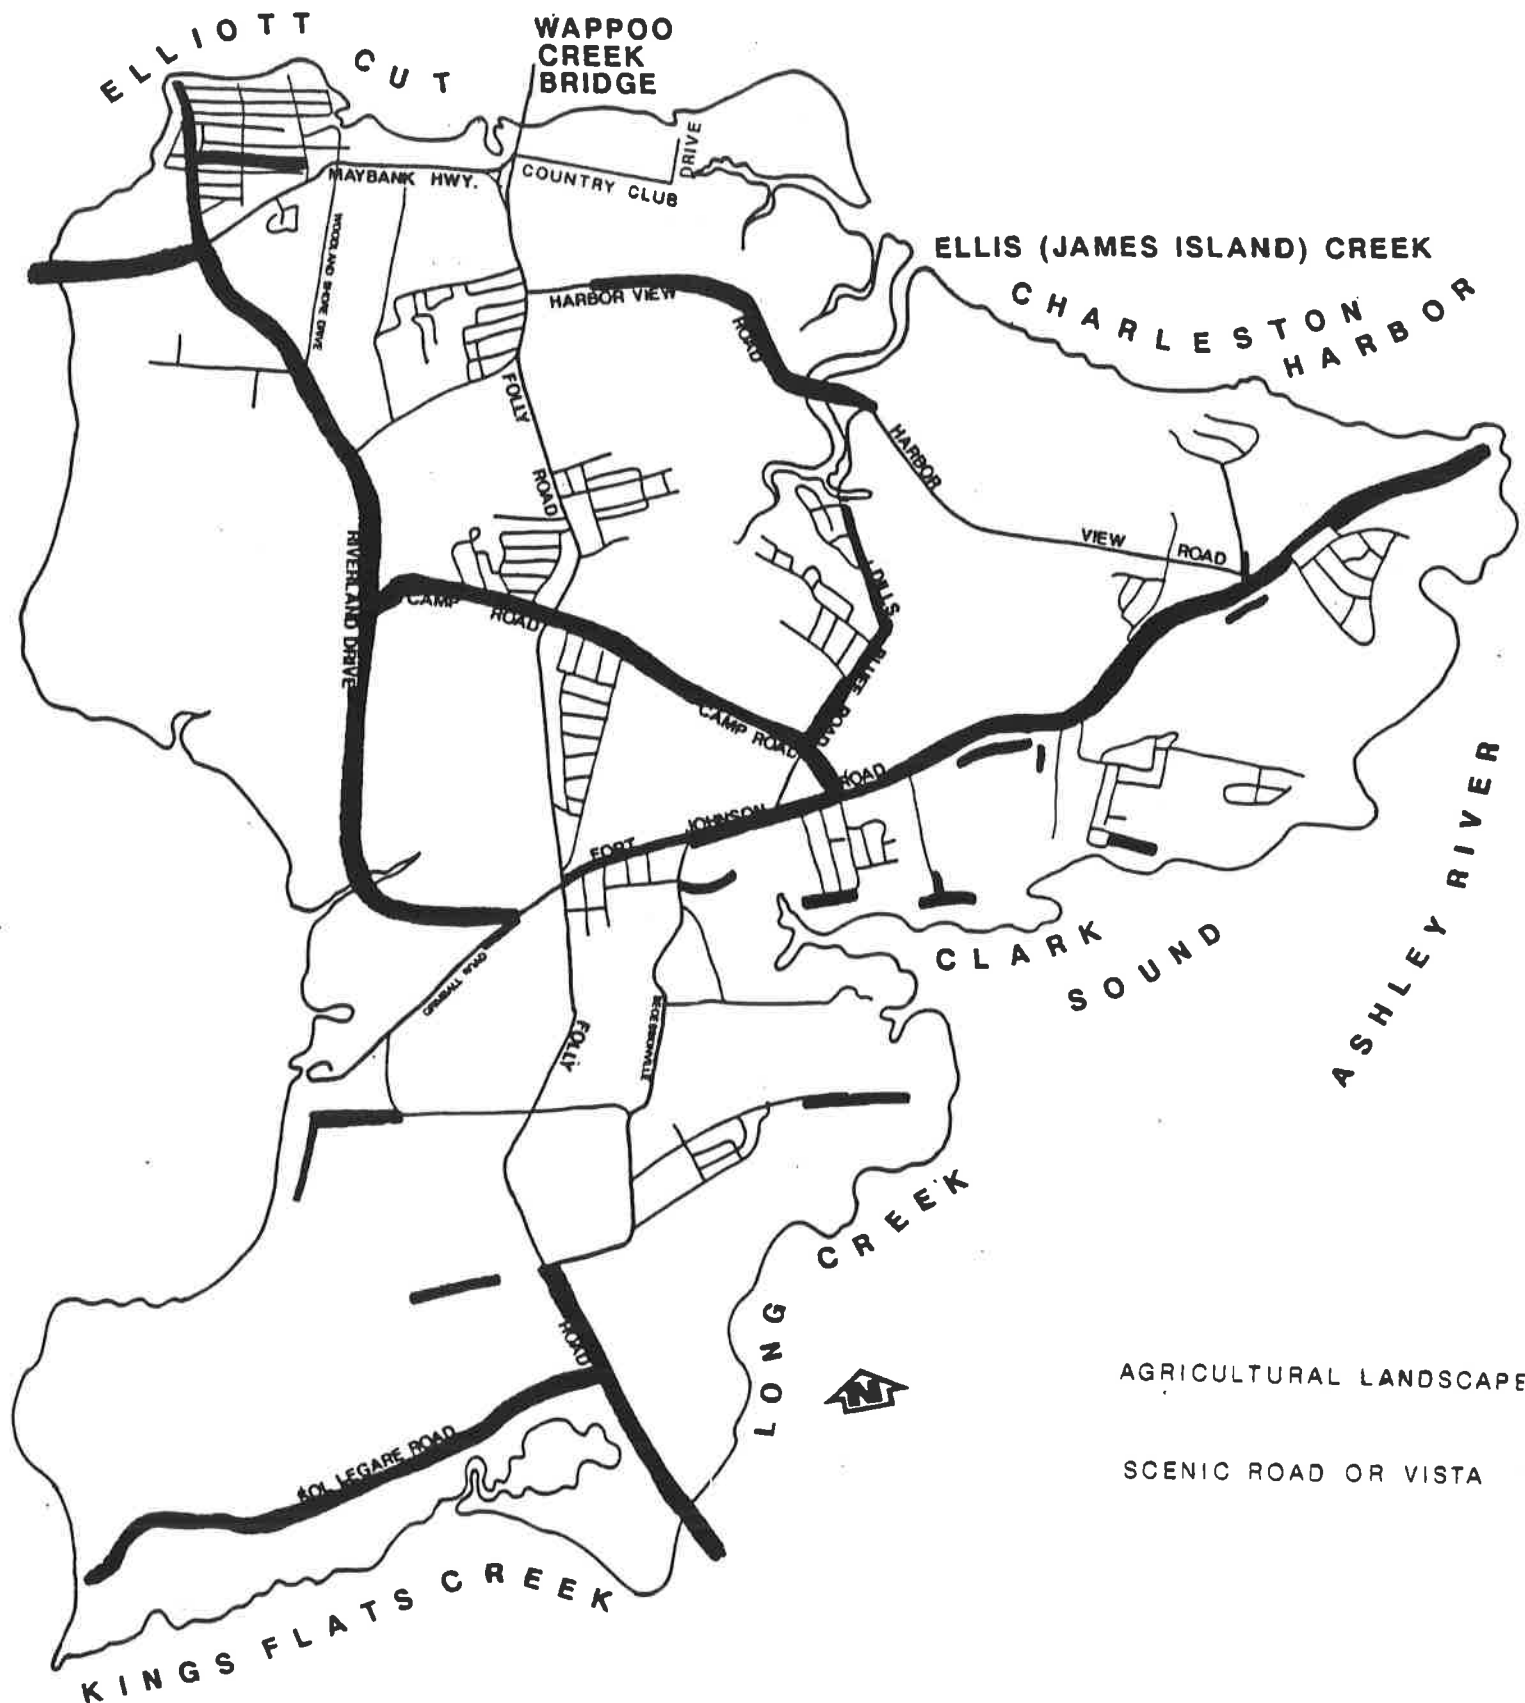 ELLIOTT CUT
WAPPOO
CREEK
BRIDGE
MAYBANK HWY.
COUNTRY CLUB
DRIVE
WOODLAND SHORE DRIVE
ELLIS (JAMES ISLAND) CREEK
CHARLESTON
HARBOR
HARBOR VIEW
ROAD
FOLLY
ROAD
HARBOR
VIEW
ROAD
RIVERLAND DRIVE
CAMP
ROAD
DILLS BLUFF ROAD
CAMP ROAD
FORT JOHNSON ROAD
CLARK
SOUND
ASHLEY RIVER
FOLLY
ROAD
LONG CREEK
N
SOL LEGARE ROAD
KINGS FLATS CREEK
AGRICULTURAL LANDSCAPE
SCENIC ROAD OR VISTA